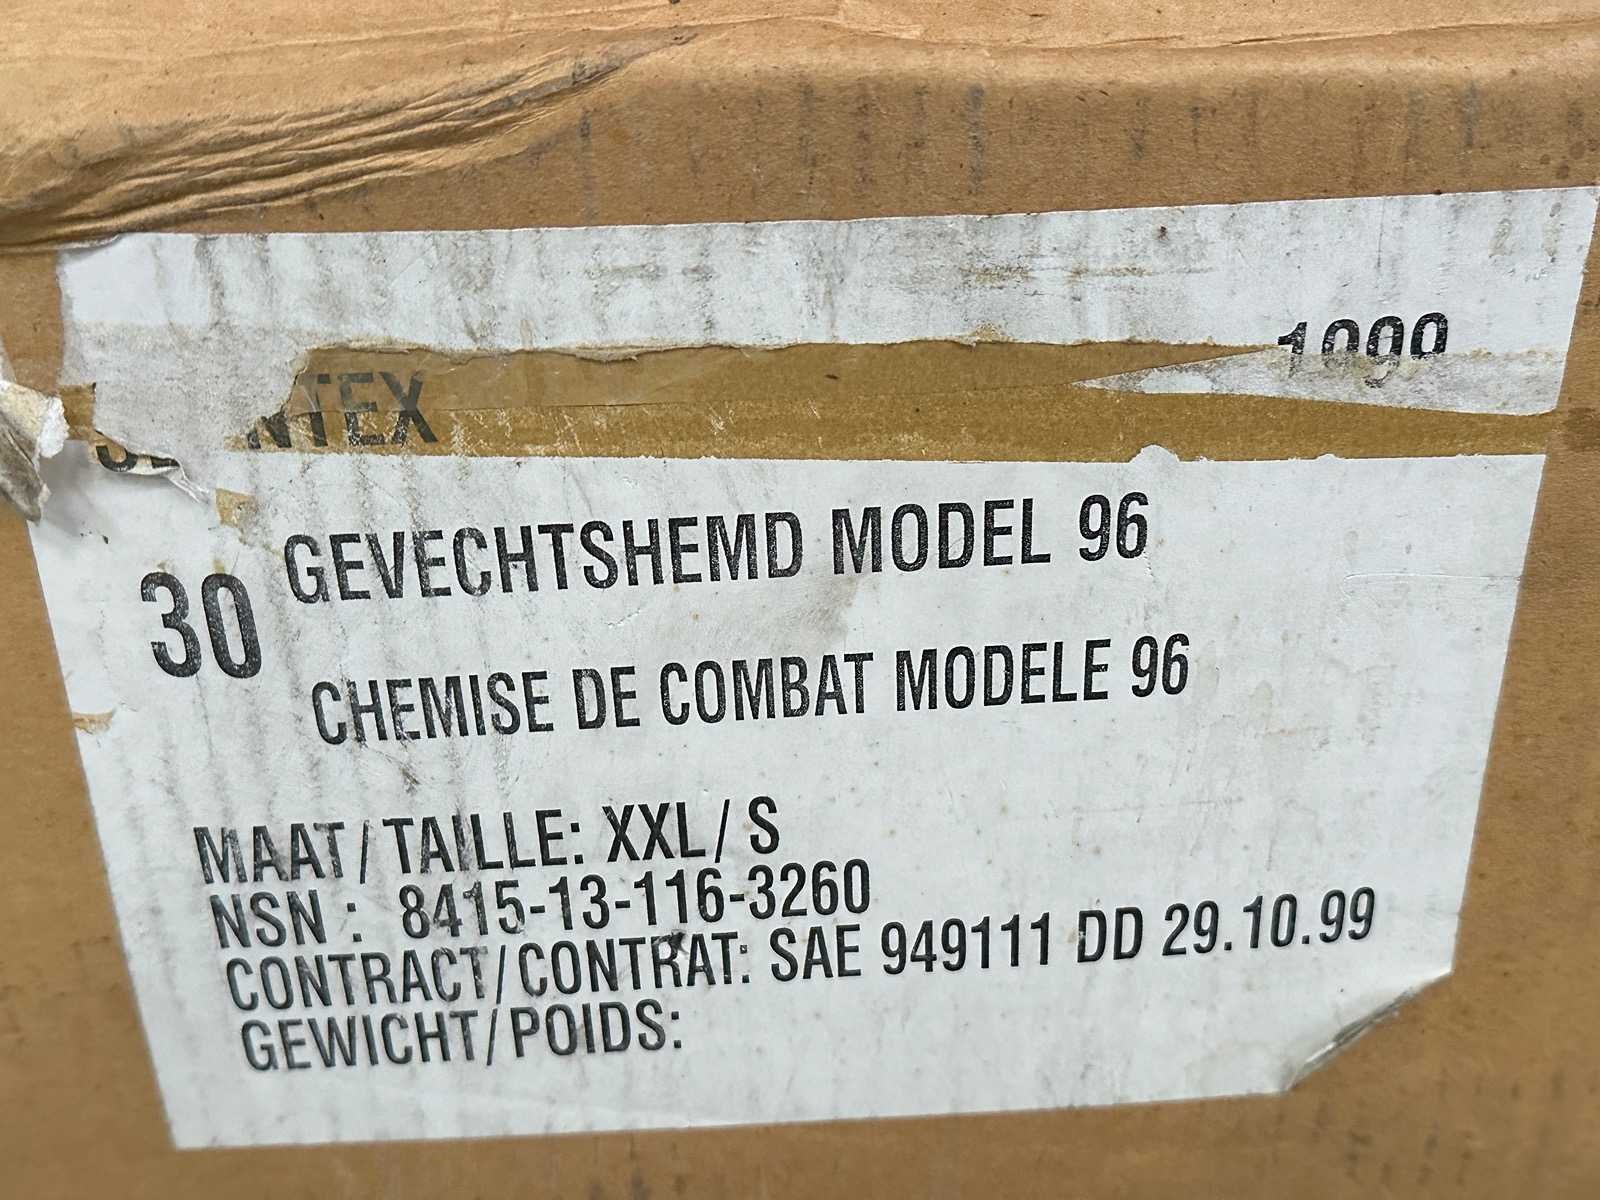 1999
NTEX
30 GEVECHTSHEMD MODEL 96
CHEMISE DE COMBAT MODELE 96
MAAT/TAILLE: XXL/S
NSN : 8415-13-116-3260
CONTRACT/CONTRAT: SAE 949111 DD 29.10.99
GEWICHT/POIDS: